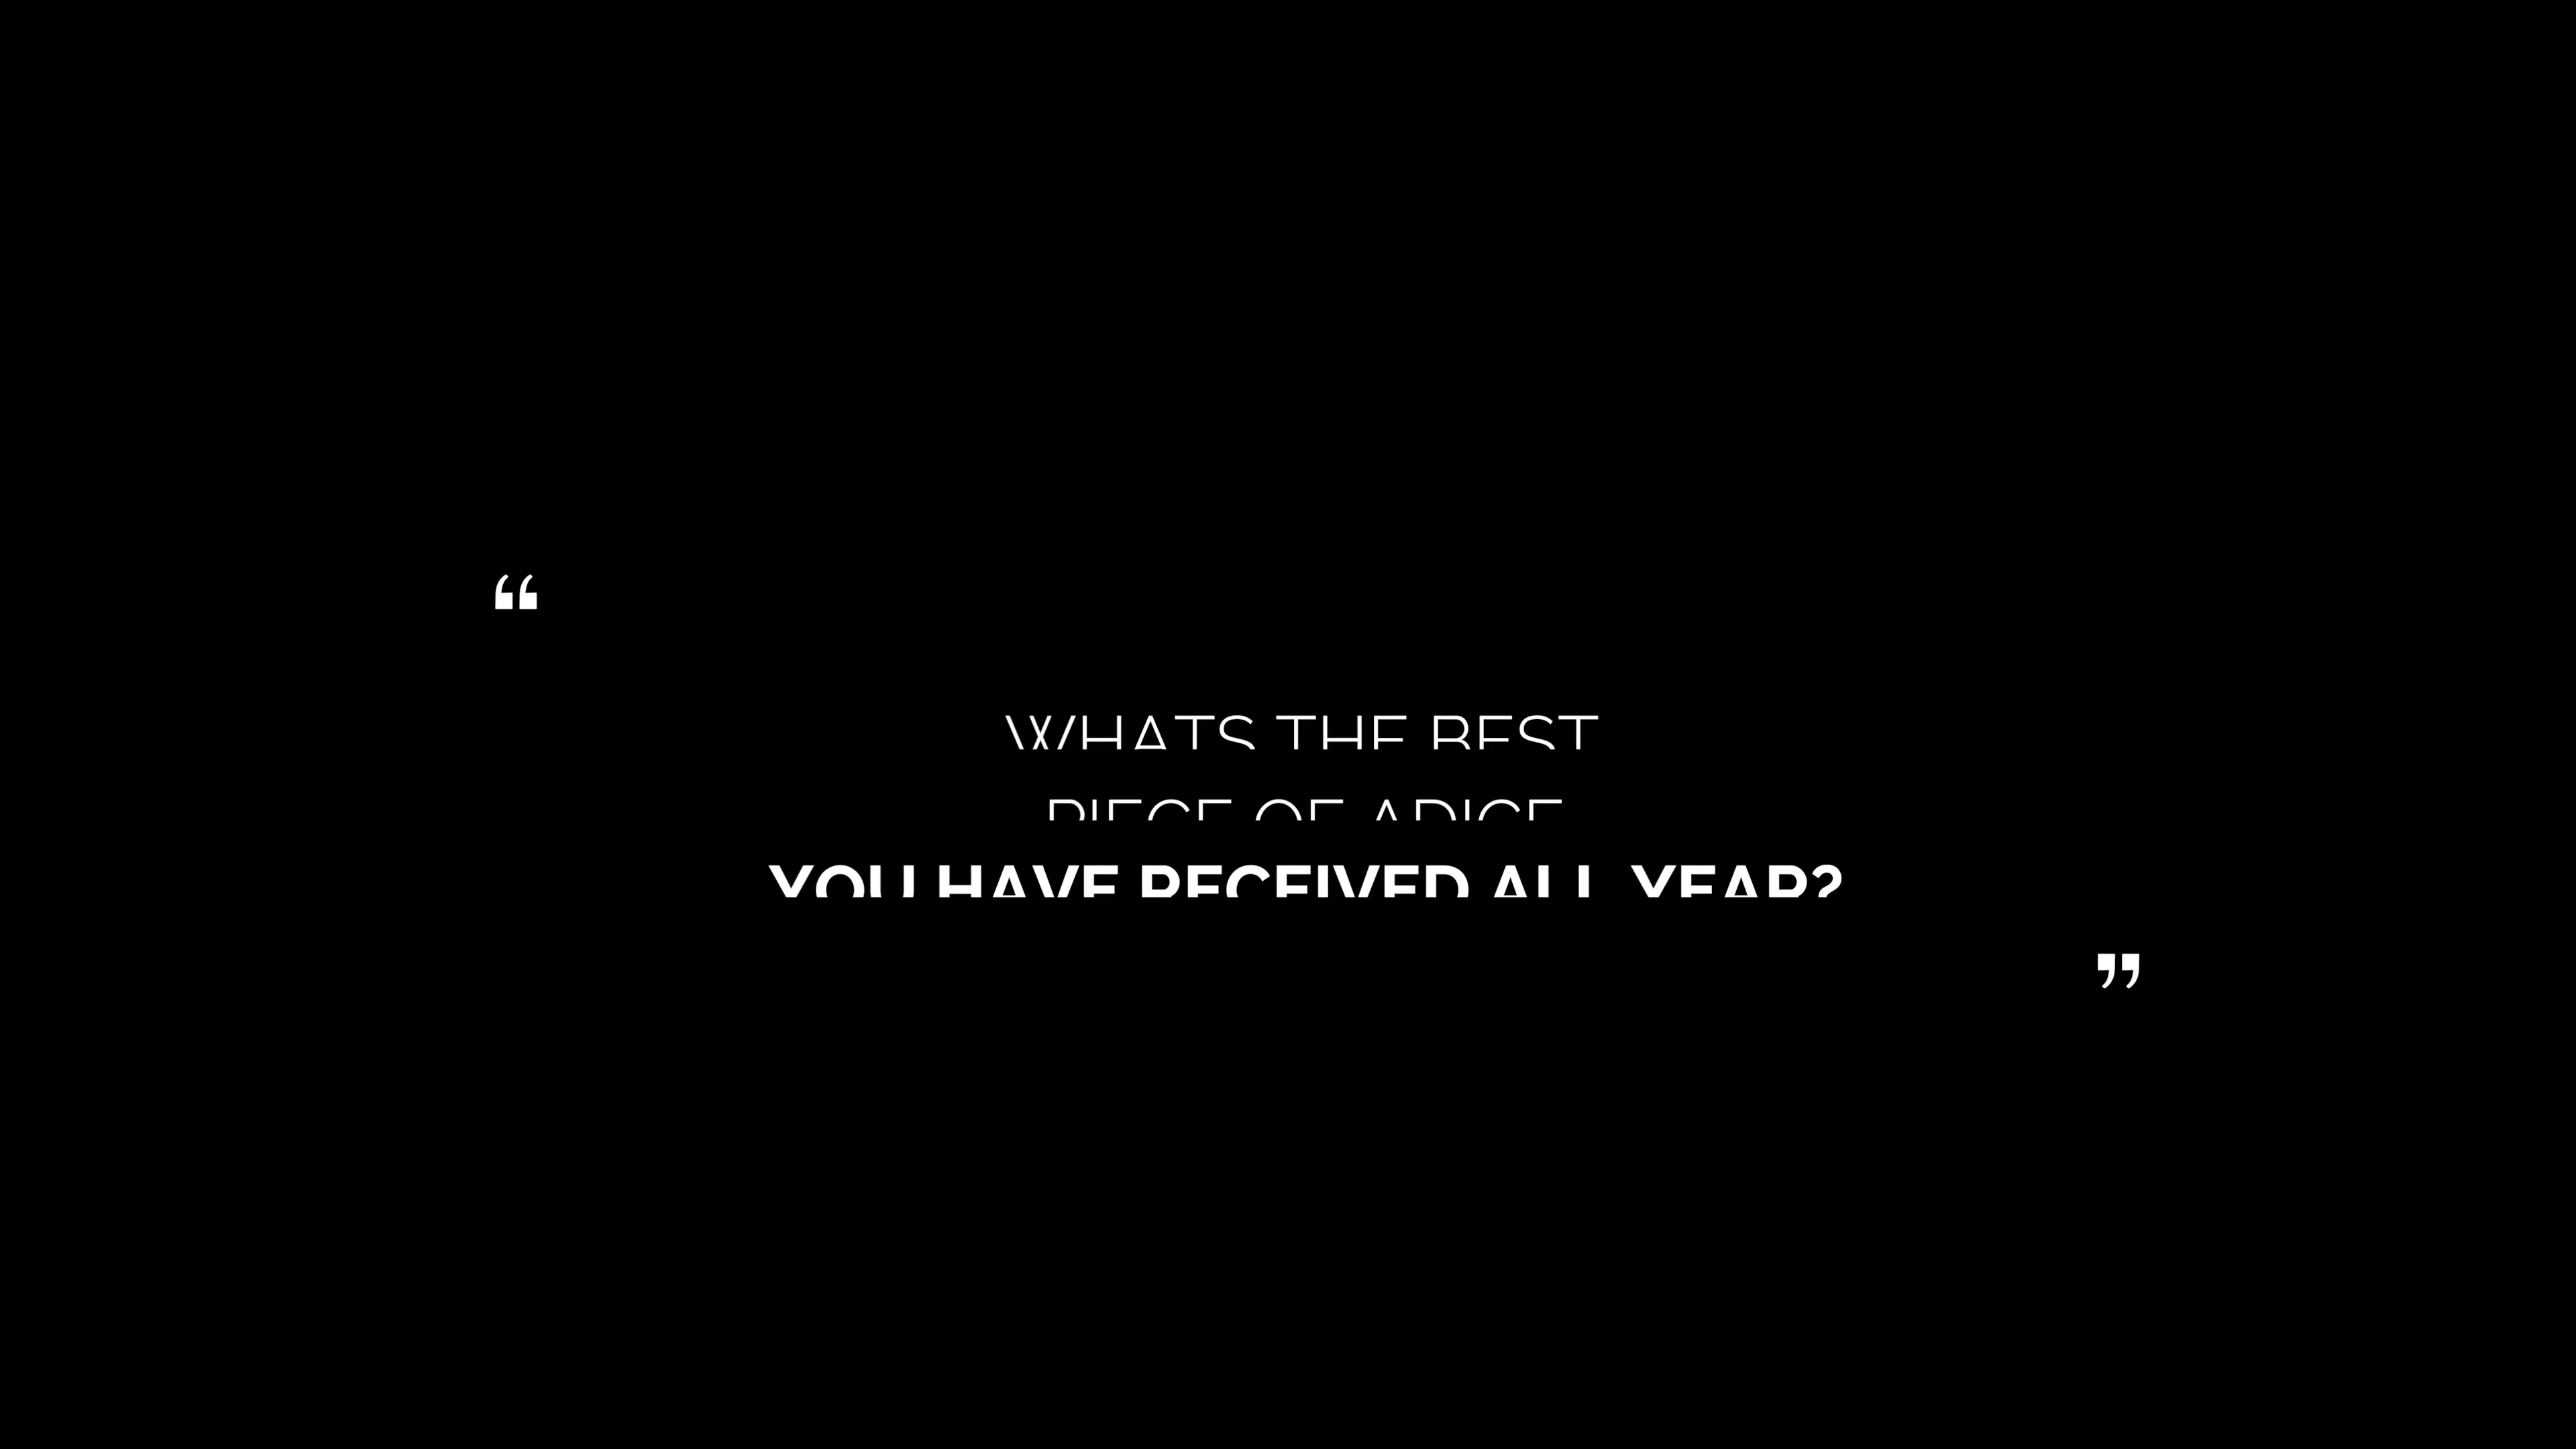 “
WHATS THE BEST
PIECE OF ADICE
YOU HAVE RECEIVED ALL YEAR?
”